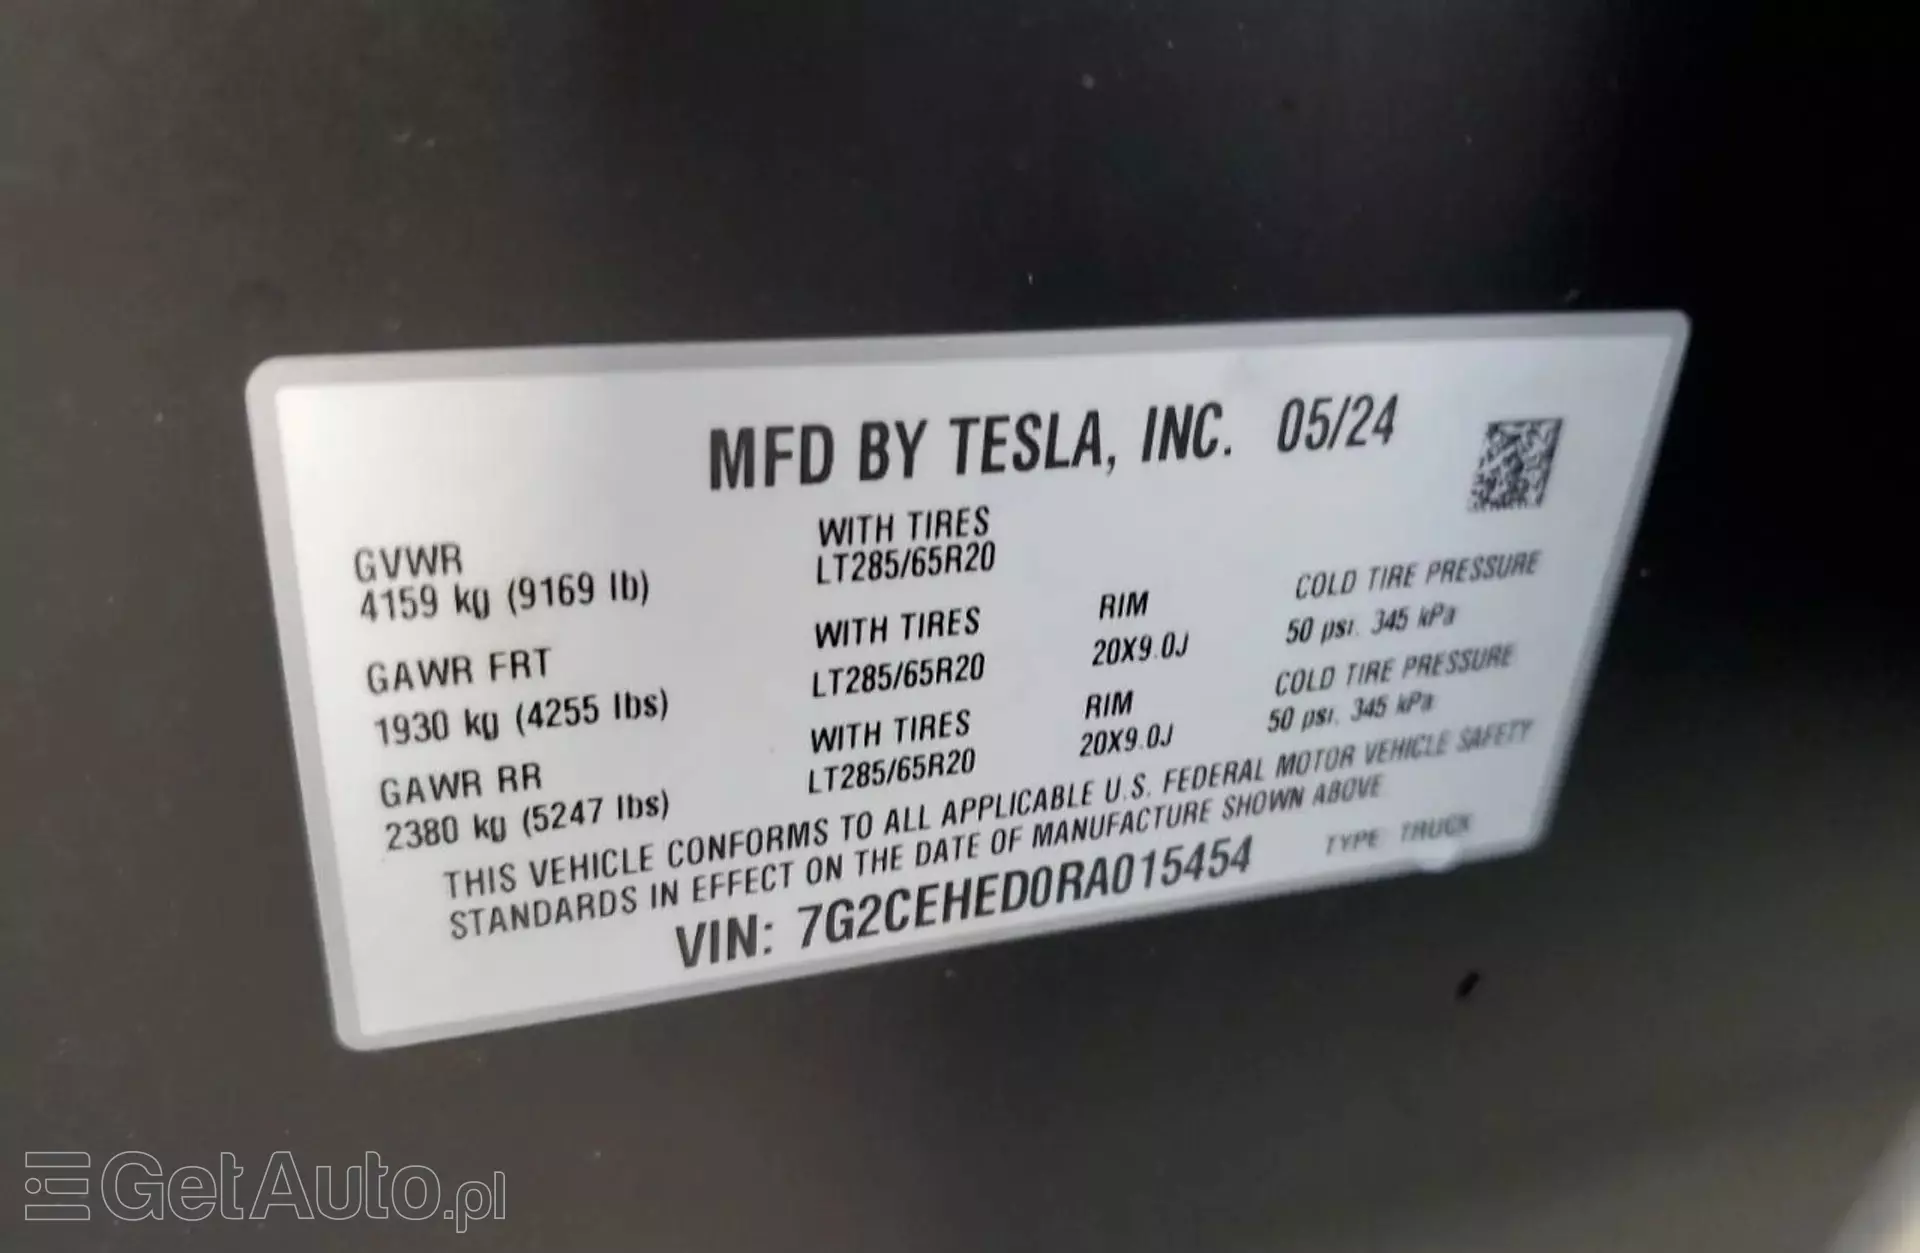 MFD BY TESLA, INC. 05/24
GVWR
4159 kg (9169 lb)
WITH TIRES
LT285/65R20
GAWR FRT
1930 kg (4255 lbs)
WITH TIRES
LT285/65R20
RIM
20X9.0J
COLD TIRE PRESSURE
50 psi. 345 kPa
GAWR RR
2380 kg (5247 lbs)
WITH TIRES
LT285/65R20
RIM
20X9.0J
COLD TIRE PRESSURE
50 psi. 345 kPa
THIS VEHICLE CONFORMS TO ALL APPLICABLE U.S. FEDERAL MOTOR VEHICLE SAFETY
STANDARDS IN EFFECT ON THE DATE OF MANUFACTURE SHOWN ABOVE
VIN: 7G2CEHED0RA015454
TYPE: TRUCK
GetAuto.pl